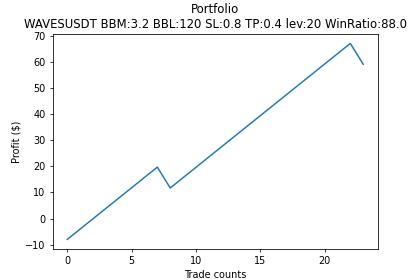 Portfolio
WAVESUSDT BBM:3.2 BBL:120 SL:0.8 TP:0.4 lev:20 WinRatio:88.0
70
60
50
40
30
20
10
0
−10
Profit ($)
0 5 10 15 20
Trade counts